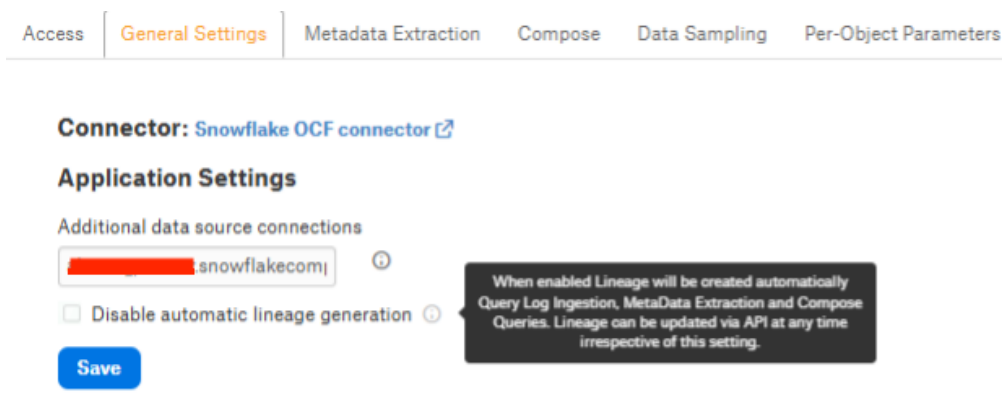 Access General Settings Metadata Extraction Compose Data Sampling Per-Object Parameters
Connector: Snowflake OCF connector
Application Settings
Additional data source connections
.snowflakecom
Disable automatic lineage generation
When enabled Lineage will be created automatically
Query Log Ingestion, MetaData Extraction and Compose
Queries. Lineage can be updated via API at any time
irrespective of this setting.
Save